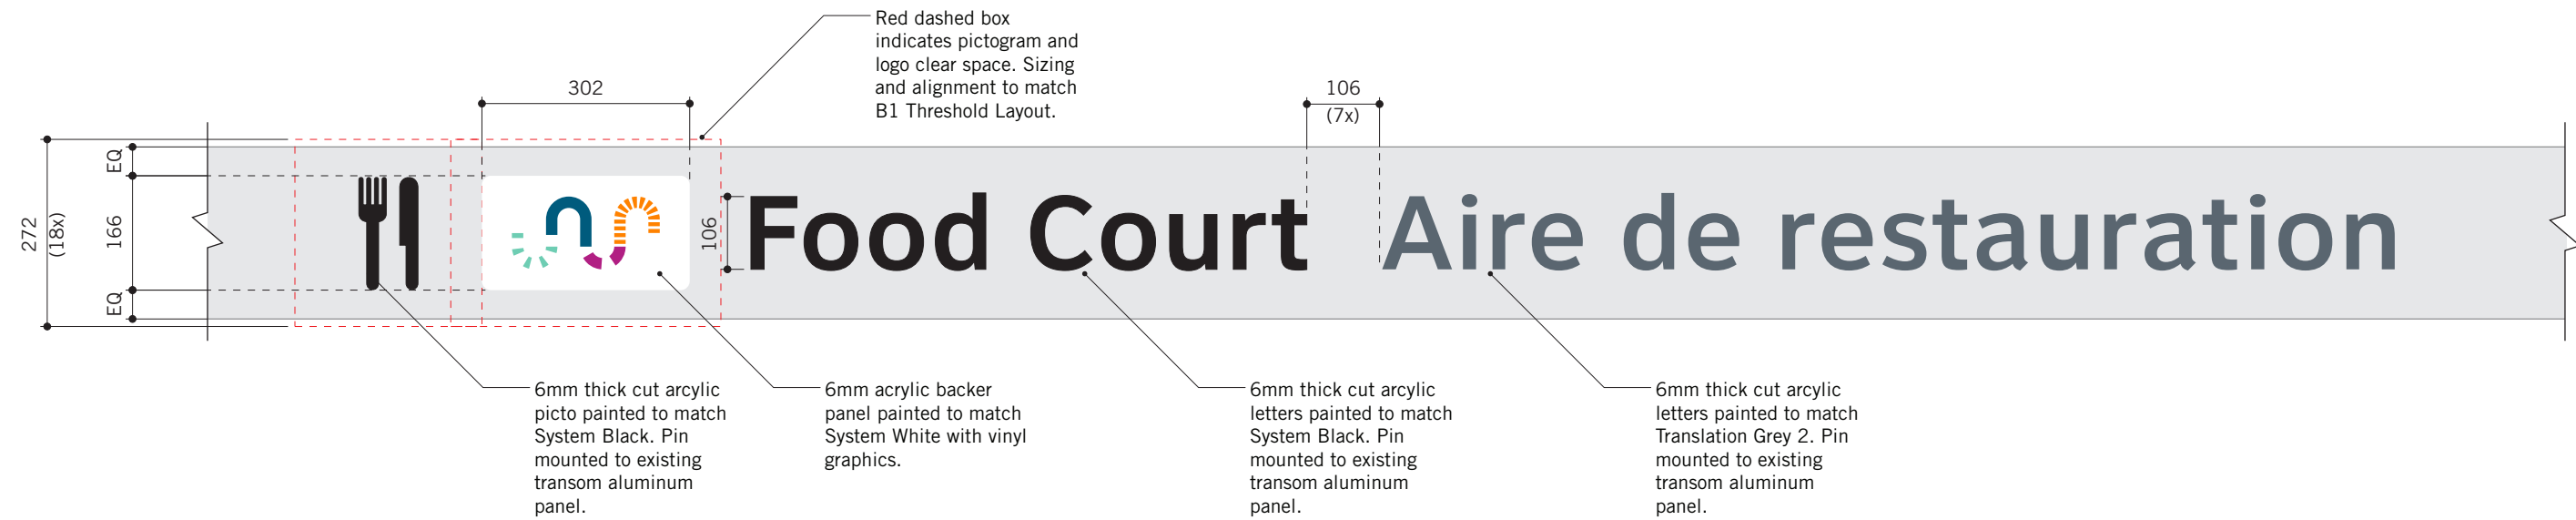 Red dashed box
indicates pictogram and
logo clear space. Sizing
and alignment to match
B1 Threshold Layout.
302
106
(7x)
272
(18x)
EQ
166
EQ
106
Food Court
Aire de restauration
6mm thick cut arcylic
picto painted to match
System Black. Pin
mounted to existing
transom aluminum
panel.
6mm acrylic backer
panel painted to match
System White with vinyl
graphics.
6mm thick cut arcylic
letters painted to match
System Black. Pin
mounted to existing
transom aluminum
panel.
6mm thick cut arcylic
letters painted to match
Translation Grey 2. Pin
mounted to existing
transom aluminum
panel.